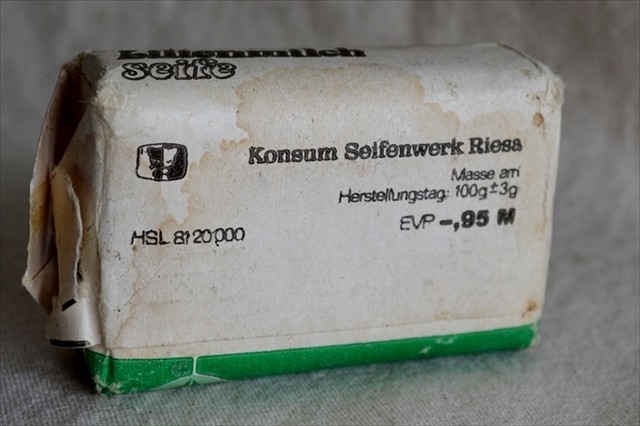 Lilienmilch
Seife
Konsum Seifenwerk Riesa
Masse am
Herstellungstag: 100g±3g
EVP -,95 M
HSL 8120000